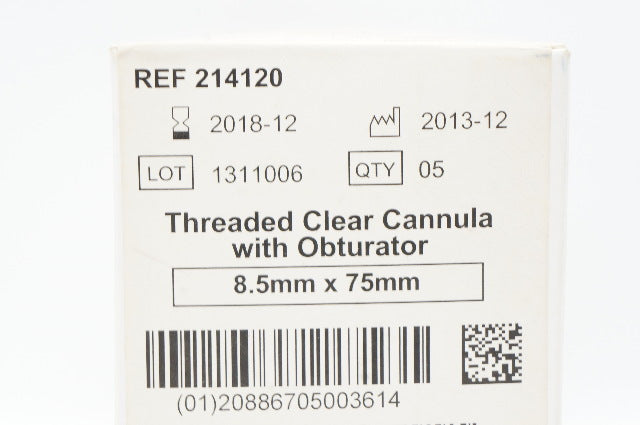 REF 214120
2018-12 2013-12
LOT 1311006 QTY 05
Threaded Clear Cannula
with Obturator
8.5mm x 75mm
(01)20886705003614